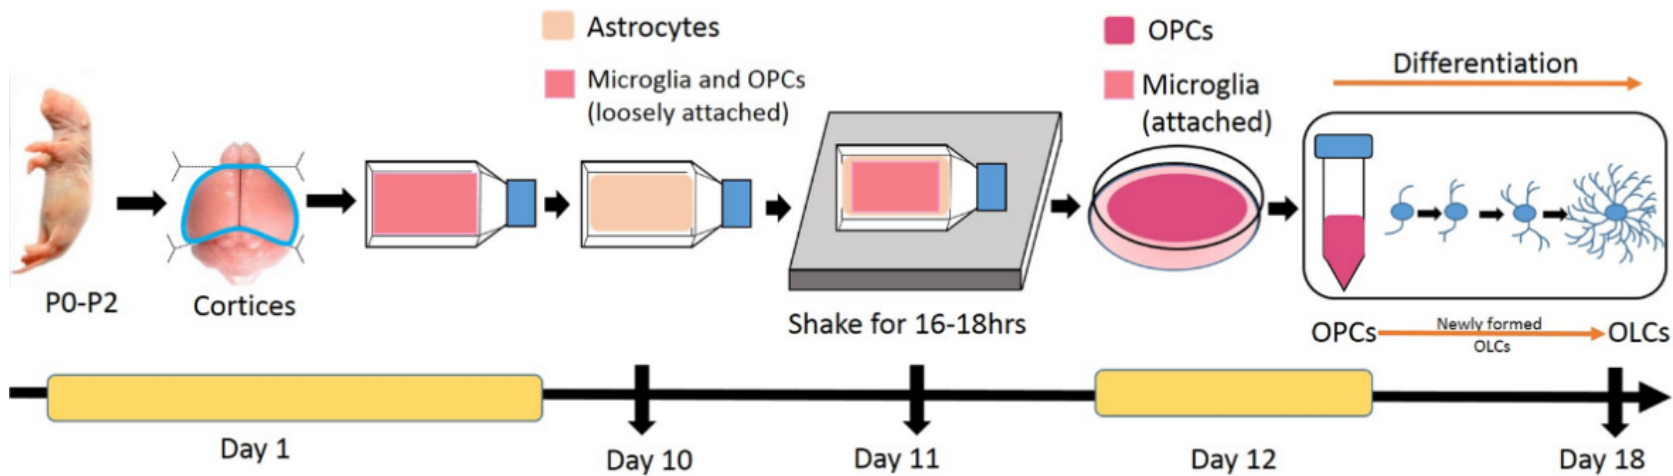 Astrocytes
Microglia and OPCs
(loosely attached)
OPCs
Microglia
(attached)
Differentiation
P0-P2
Cortices
Shake for 16-18hrs
OPCs
Newly formed
OLCs
OLCs
Day 1
Day 10
Day 11
Day 12
Day 18